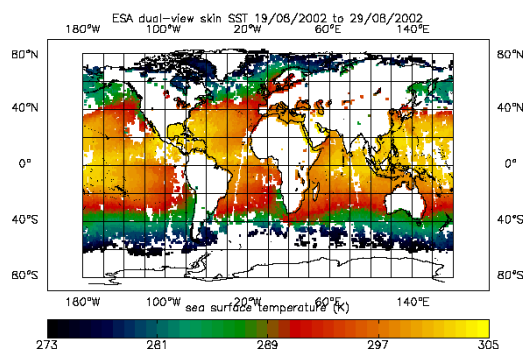 ESA dual-view skin SST 19/08/2002 to 29/08/2002
180°W 100°W 20°W 60°E 140°E
80°N 80°N
40°N 40°N
0° 0°
40°S 40°S
80°S 80°S
180°W 100°W 20°W 60°E 140°E
sea surface temperature (K)
273 281 289 297 305